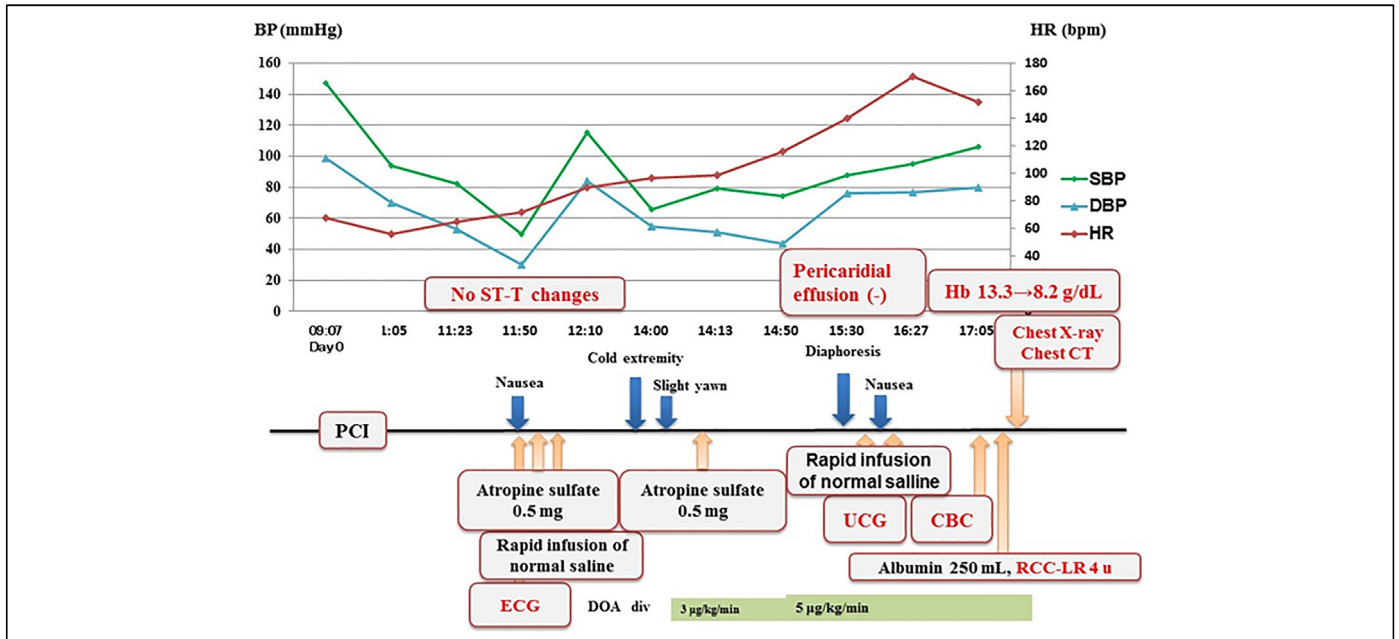 BP (mmHg)
HR (bpm)
160
140
120
100
80
60
40
20
0
180
160
140
120
100
80
60
40
SBP
DBP
HR
No ST-T changes
Pericaridial
effusion (-)
Hb 13.3→8.2 g/dL
09:07
Day 0
1:05
11:23
11:50
12:10
14:00
14:13
14:50
15:30
16:27
17:05
Chest X-ray
Chest CT
Cold extremity
Diaphoresis
Nausea
Slight yawn
Nausea
PCI
Atropine sulfate
0.5 mg
Atropine sulfate
0.5 mg
Rapid infusion
of normal sallline
Rapid infusion of
normal saline
UCG
CBC
Albumin 250 mL, RCC-LR 4 u
ECG
DOA div
3 µg/kg/min
5 µg/kg/min